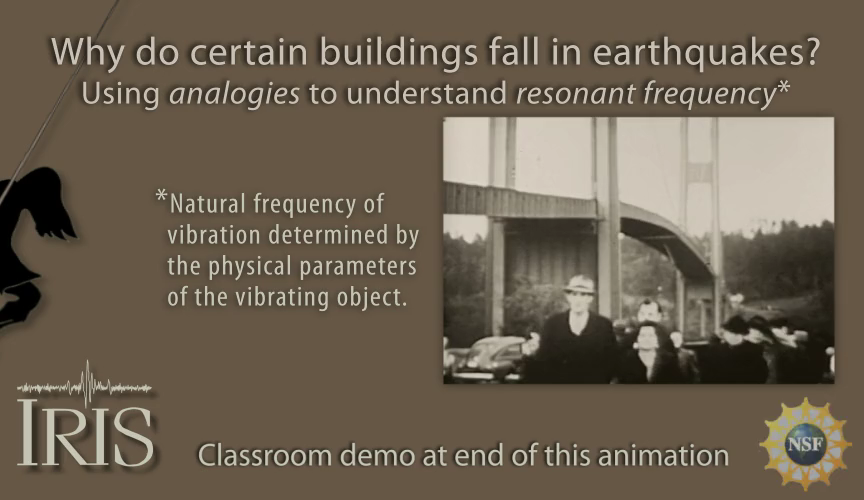 Why do certain buildings fall in earthquakes?
Using analogies to understand resonant frequency*
*Natural frequency of
vibration determined by
the physical parameters
of the vibrating object.
IRIS
Classroom demo at end of this animation
NSF